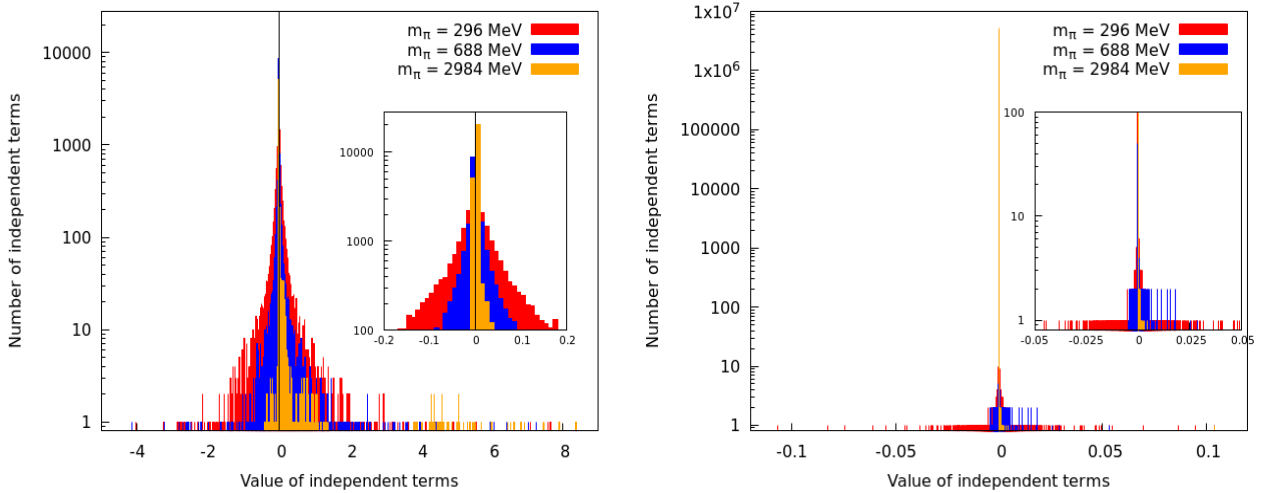 Number of independent terms
10000
1000
100
10
1
mπ = 296 MeV
mπ = 688 MeV
mπ = 2984 MeV
10000
1000
100
-0.2 -0.1 0 0.1 0.2
-4 -2 0 2 4 6 8
Value of independent terms
Number of independent terms
1x10⁷
1x10⁶
100000
10000
1000
100
10
1
mπ = 296 MeV
mπ = 688 MeV
mπ = 2984 MeV
100
10
1
-0.05 -0.025 0 0.025 0.05
-0.1 -0.05 0 0.05 0.1
Value of independent terms